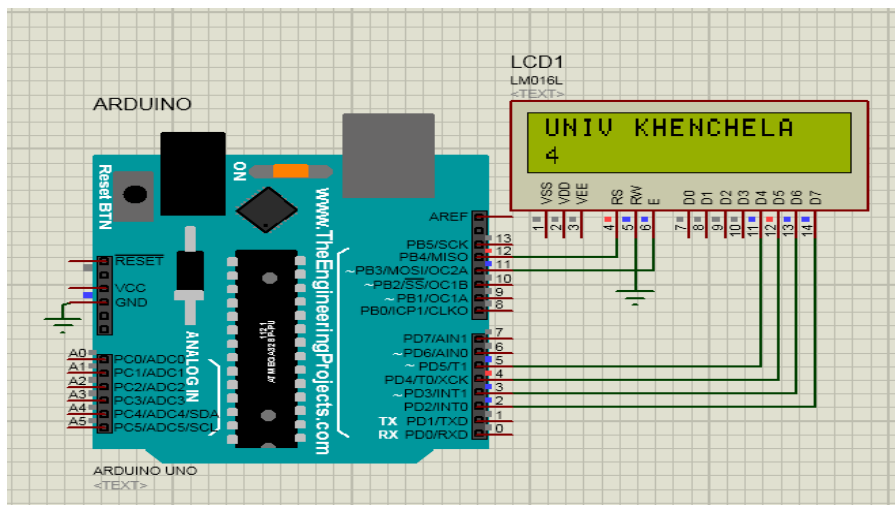 LCD1
LM016L
<TEXT>
ARDUINO
UNIV KHENCHELA
4
VSS
VDD
VEE
RS
RW
E
D0
D1
D2
D3
D4
D5
D6
D7
1
2
3
4
5
6
7
8
9
10
11
12
13
14
Reset BTN
ON
www.TheEngineeringProjects.com
AREF
PB5/SCK 13
PB4/MISO 12
~PB3/MOSI/OC2A 11
~PB2/SS/OC1B 10
~PB1/OC1A 9
PB0/ICP1/CLKO 8
RESET
VCC
GND
ANALOG IN
1121
ATMEGA328P-PU
PD7/AIN1 7
~PD6/AIN0 6
~PD5/T1 5
PD4/T0/XCK 4
~PD3/INT1 3
PD2/INT0 2
TX PD1/TXD 1
RX PD0/RXD 0
A0 PC0/ADC0
A1 PC1/ADC1
A2 PC2/ADC2
A3 PC3/ADC3
A4 PC4/ADC4/SDA
A5 PC5/ADC5/SCL
ARDUINO UNO
<TEXT>